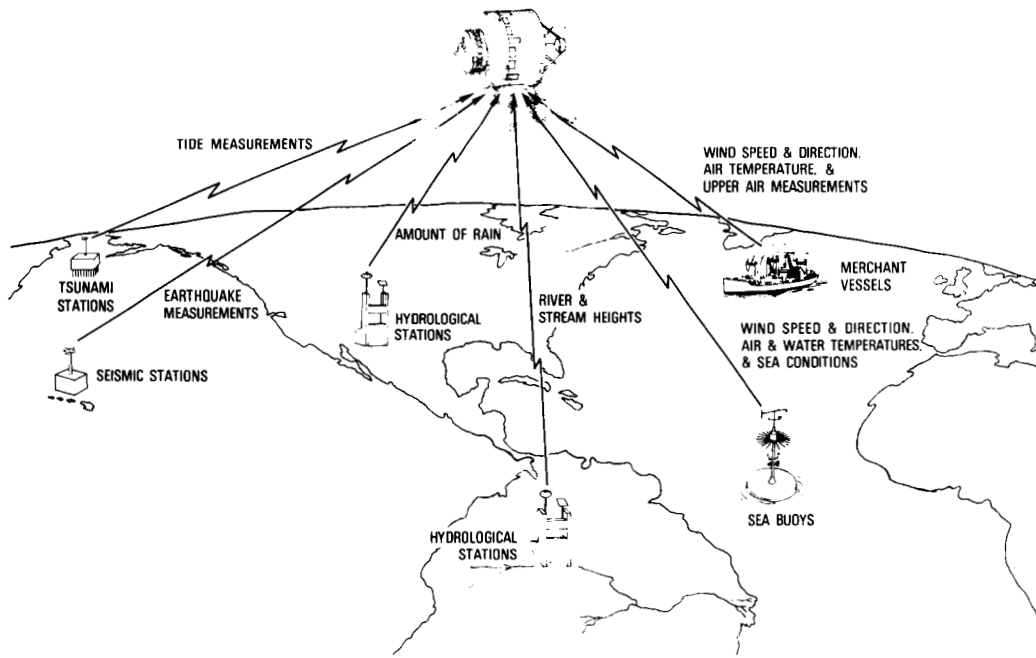 TIDE MEASUREMENTS
WIND SPEED & DIRECTION,
AIR TEMPERATURE, &
UPPER AIR MEASUREMENTS
AMOUNT OF RAIN
TSUNAMI
STATIONS
EARTHQUAKE
MEASUREMENTS
HYDROLOGICAL
STATIONS
RIVER &
STREAM HEIGHTS
MERCHANT
VESSELS
SEISMIC STATIONS
WIND SPEED & DIRECTION,
AIR & WATER TEMPERATURES,
& SEA CONDITIONS
SEA BUOYS
HYDROLOGICAL
STATIONS